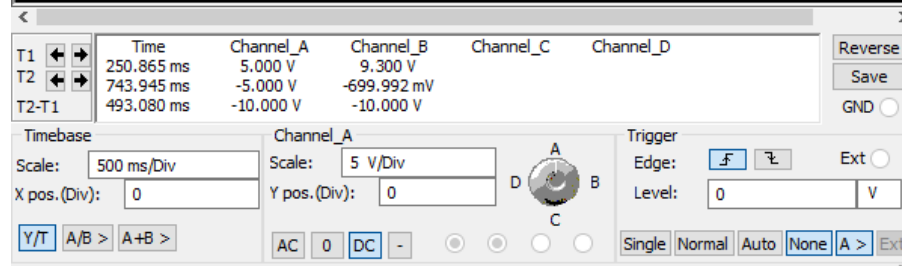 Time Channel_A Channel_B Channel_C Channel_D Reverse
T1 250.865 ms 5.000 V 9.300 V
T2 743.945 ms -5.000 V -699.992 mV Save
T2-T1 493.080 ms -10.000 V -10.000 V GND
Timebase Channel_A Trigger
Scale: 500 ms/Div Scale: 5 V/Div A Edge: Ext
X pos.(Div): 0 Y pos.(Div): 0 D B Level: 0 V
C
Y/T A/B > A+B > AC 0 DC - Single Normal Auto None A > Ext